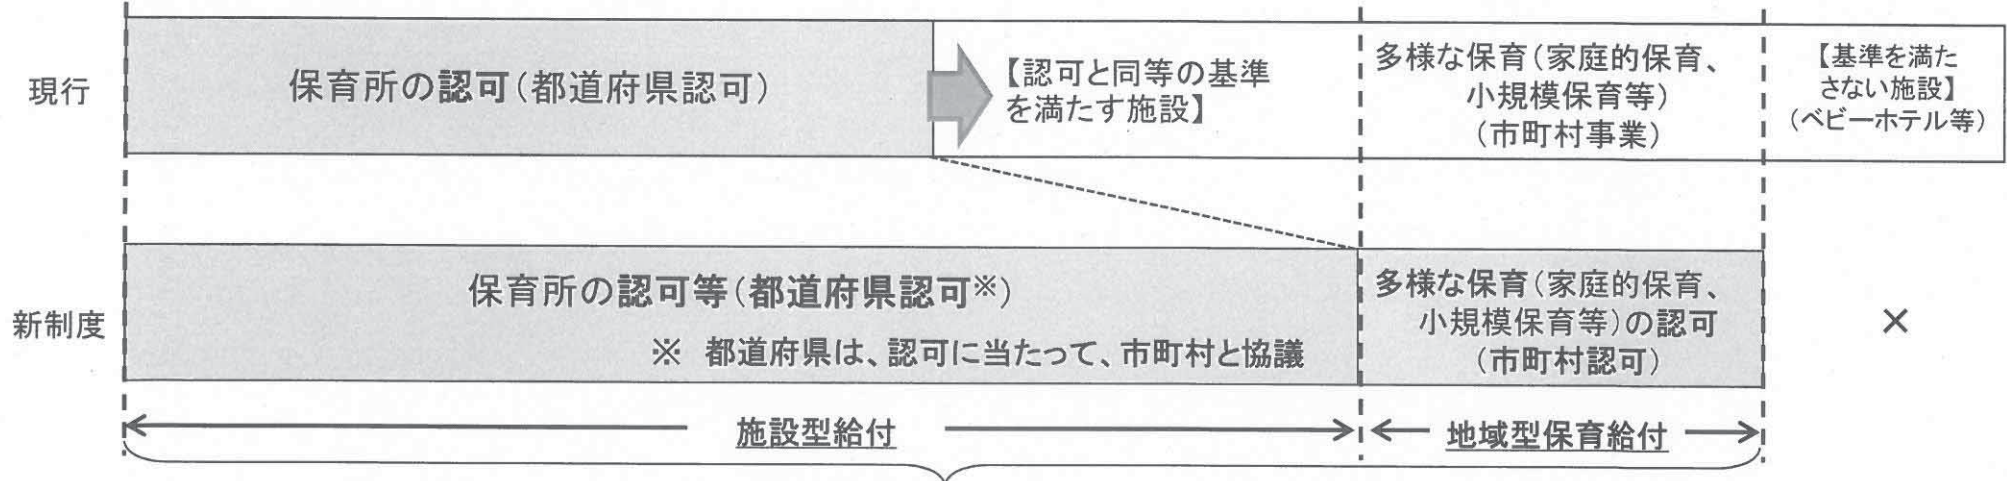 現行
保育所の認可(都道府県認可)
【認可と同等の基準
を満たす施設】
多様な保育(家庭的保育、
小規模保育等)
(市町村事業)
【基準を満た
さない施設】
(ベビーホテル等)
新制度
保育所の認可等(都道府県認可※)
※ 都道府県は、認可に当たって、市町村と協議
多様な保育(家庭的保育、
小規模保育等)の認可
(市町村認可)
×
施設型給付
地域型保育給付